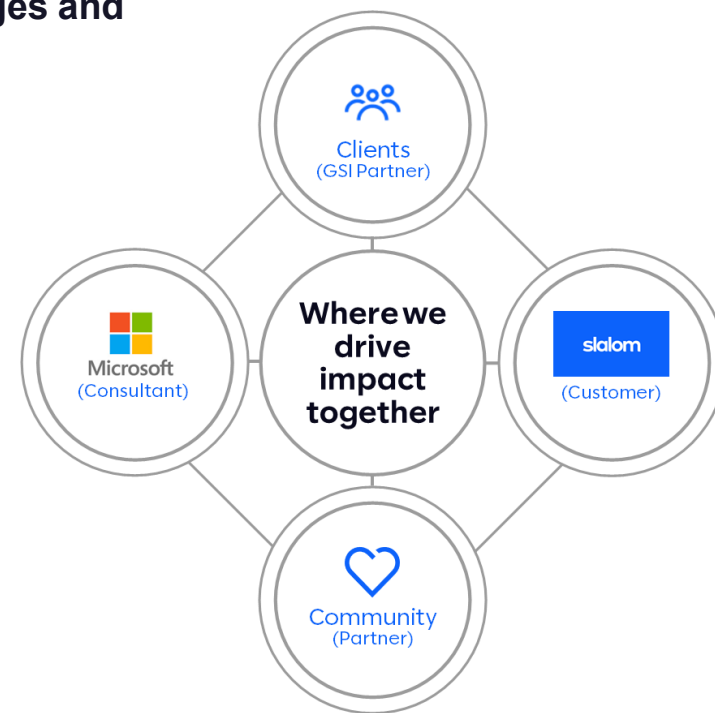 ges and
Clients
(GSI Partner)
Where we
drive
impact
together
Microsoft
(Consultant)
slalom
(Customer)
Community
(Partner)